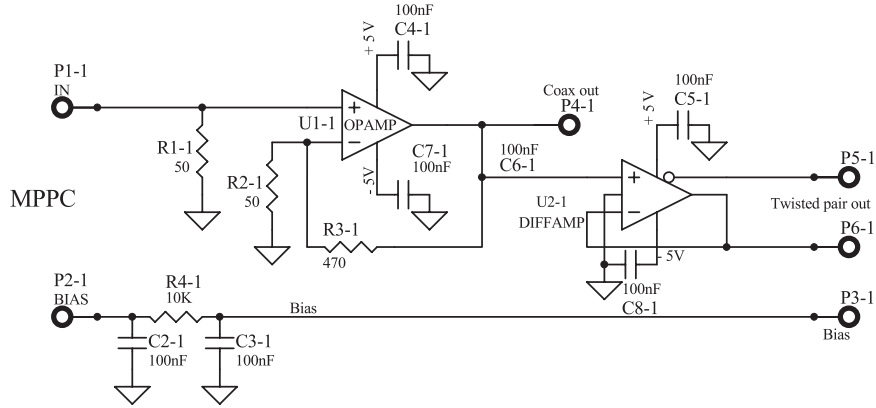 100nF
C4-1
+ 5 V
P1-1
IN
U1-1
OPAMP
+
−
Coax out
P4-1
100nF
C5-1
+ 5 V
R1-1
50
R2-1
50
C7-1
100nF
- 5V
100nF
C6-1
P5-1
MPPC
U2-1
DIFFAMP
+
−
Twisted pair out
P6-1
R3-1
470
- 5V
100nF
C8-1
P2-1
BIAS
R4-1
10K
Bias
P3-1
Bias
C2-1
100nF
C3-1
100nF